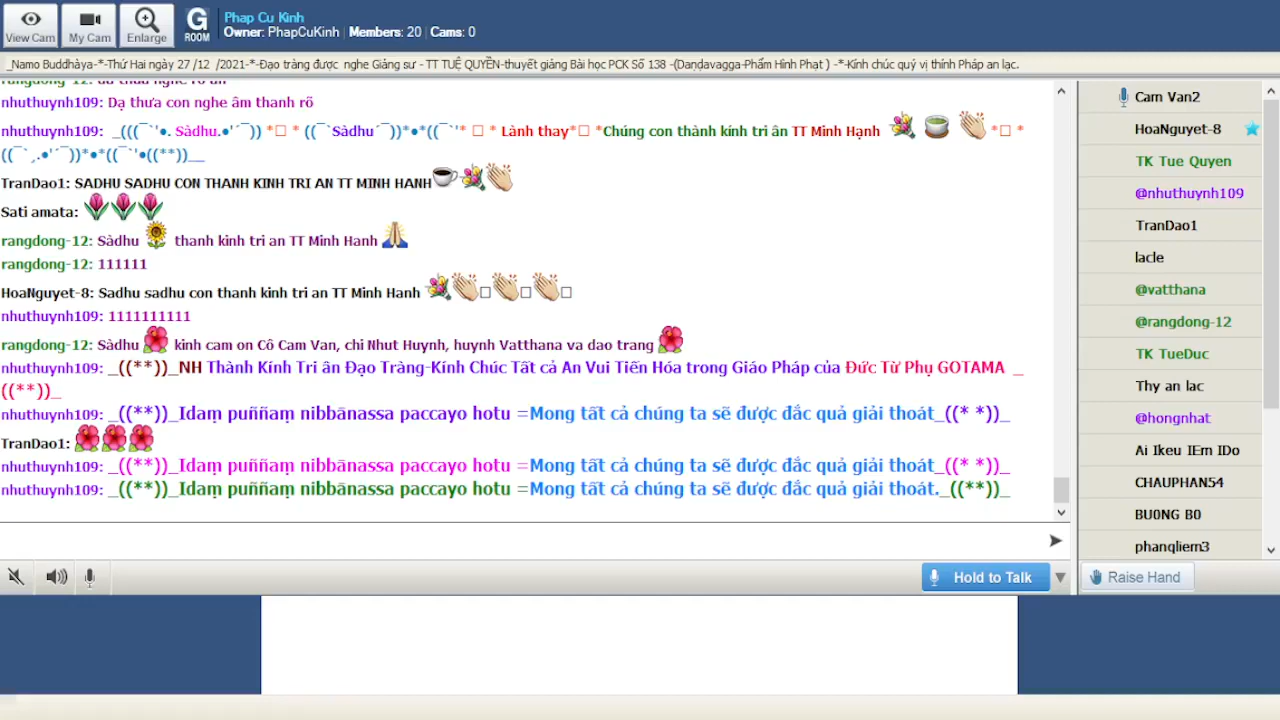 View Cam
My Cam
Enlarge
G
ROOM
Phap Cu Kinh
Owner: PhapCuKinh | Members: 20 | Cams: 0
_Namo Buddhàya-*-Thứ Hai ngày 27 /12 /2021-*-Đạo tràng được nghe Giảng sư - TT TUỆ QUYỀN-thuyết giảng Bài học PCK Số 138 -(Daṇḍavagga-Phẩm Hình Phạt ) -*-Kính chúc quý vị thính Pháp an lạc.
nhuthuynh109: Dạ thưa con nghe âm thanh rõ
nhuthuynh109: _(((¯`'•. Sàdhu.•'´¯)) *□ * ((¯`Sàdhu´¯))*•*((¯`'* □ * Lành thay*□ *Chúng con thành kính tri ân TT Minh Hạnh 💐 🍵 👏 *□ *
((¯`¸.•'´¯))*•*((¯`'•((**))__
TranDao1: SADHU SADHU CON THANH KINH TRI AN TT MINH HANH☕💐👏
Sati amata: 🌷🌷🌷
rangdong-12: Sàdhu 🌻 thanh kinh tri an TT Minh Hanh 🙏
rangdong-12: 111111
HoaNguyet-8: Sadhu sadhu con thanh kinh tri an TT Minh Hanh 💐👏□👏□👏□
nhuthuynh109: 1111111111
rangdong-12: Sàdhu 🌺 kinh cam on Cô Cam Van, chi Nhut Huynh, huynh Vatthana va dao trang 🌺
nhuthuynh109: _((**))_NH Thành Kính Tri ân Đạo Tràng-Kính Chúc Tất cả An Vui Tiến Hóa trong Giáo Pháp của Đức Từ Phụ GOTAMA _
((**))_
nhuthuynh109: _((**))_Idaṃ puññaṃ nibbānassa paccayo hotu =Mong tất cả chúng ta sẽ được đắc quả giải thoát_((* *))_
TranDao1: 🌺🌺🌺
nhuthuynh109: _((**))_Idaṃ puññaṃ nibbānassa paccayo hotu =Mong tất cả chúng ta sẽ được đắc quả giải thoát_((* *))_
nhuthuynh109: _((**))_Idaṃ puññaṃ nibbānassa paccayo hotu =Mong tất cả chúng ta sẽ được đắc quả giải thoát._((**))_
Cam Van2
HoaNguyet-8
TK Tue Quyen
@nhuthuynh109
TranDao1
lacle
@vatthana
@rangdong-12
TK TueDuc
Thy an lac
@hongnhat
Ai Ikeu IEm IDo
CHAUPHAN54
BU0NG B0
phanqliem3
Hold to Talk
Raise Hand